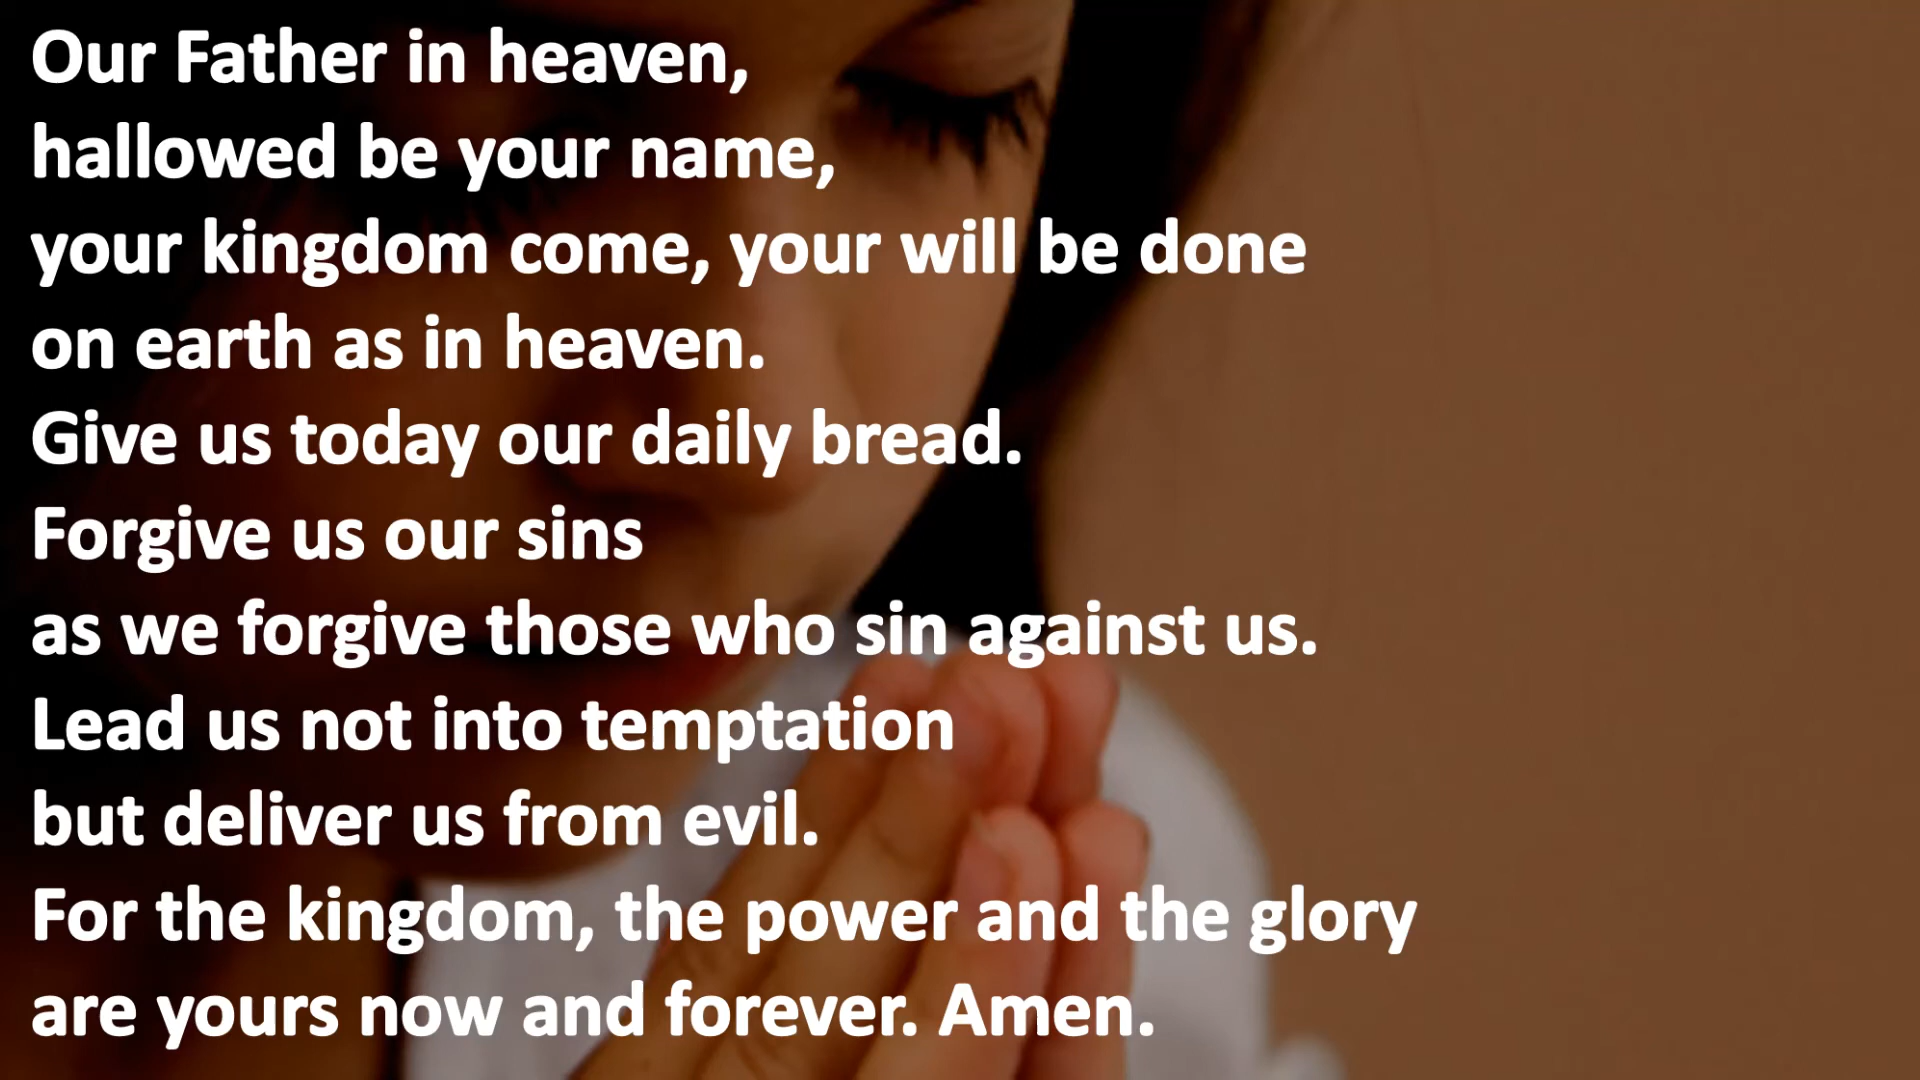 Our Father in heaven,
hallowed be your name,
your kingdom come, your will be done
on earth as in heaven.
Give us today our daily bread.
Forgive us our sins
as we forgive those who sin against us.
Lead us not into temptation
but deliver us from evil.
For the kingdom, the power and the glory
are yours now and forever. Amen.